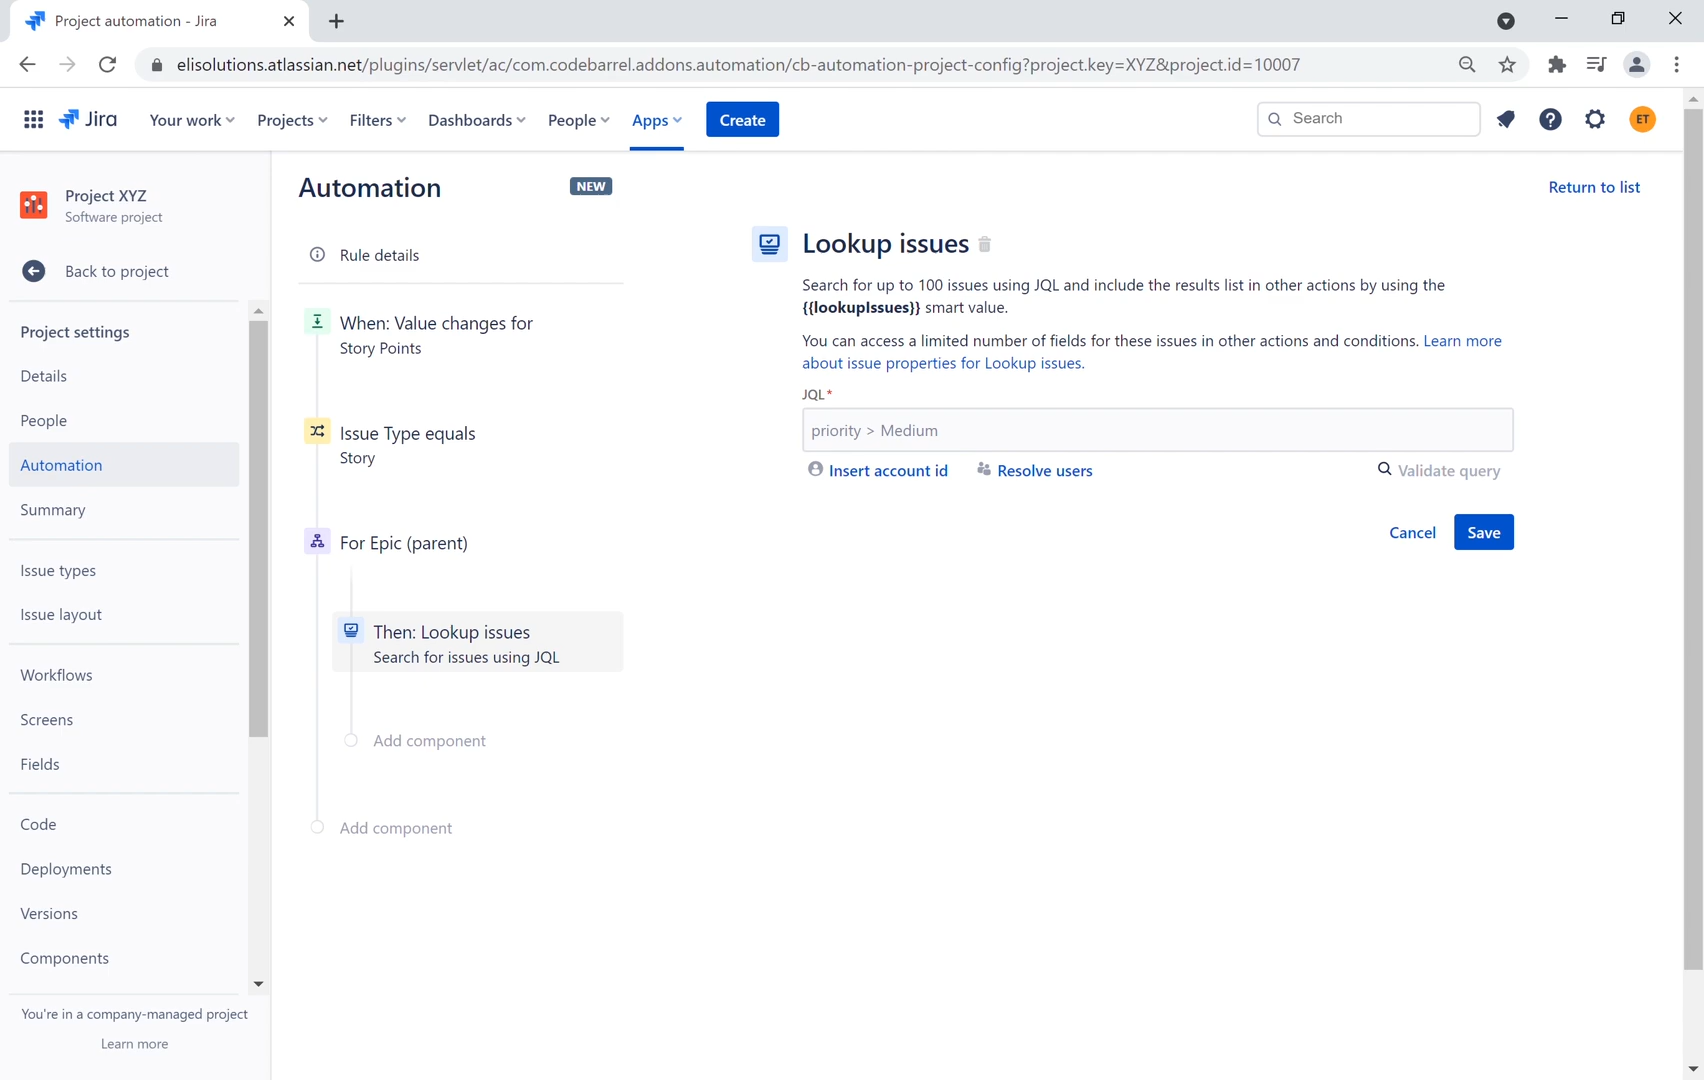 Project automation - Jira
elisolutions.atlassian.net/plugins/servlet/ac/com.codebarrel.addons.automation/cb-automation-project-config?project.key=XYZ&project.id=10007
Jira
Your work
Projects
Filters
Dashboards
People
Apps
Create
Search
ET
Project XYZ
Software project
Back to project
Project settings
Details
People
Automation
Summary
Issue types
Issue layout
Workflows
Screens
Fields
Code
Deployments
Versions
Components
You're in a company-managed project
Learn more
Automation
NEW
Return to list
Rule details
When: Value changes for
Story Points
Issue Type equals
Story
For Epic (parent)
Then: Lookup issues
Search for issues using JQL
Add component
Add component
Lookup issues
Search for up to 100 issues using JQL and include the results list in other actions by using the
{{lookupIssues}} smart value.
You can access a limited number of fields for these issues in other actions and conditions. Learn more
about issue properties for Lookup issues.
JQL*
priority > Medium
Insert account id
Resolve users
Validate query
Cancel
Save